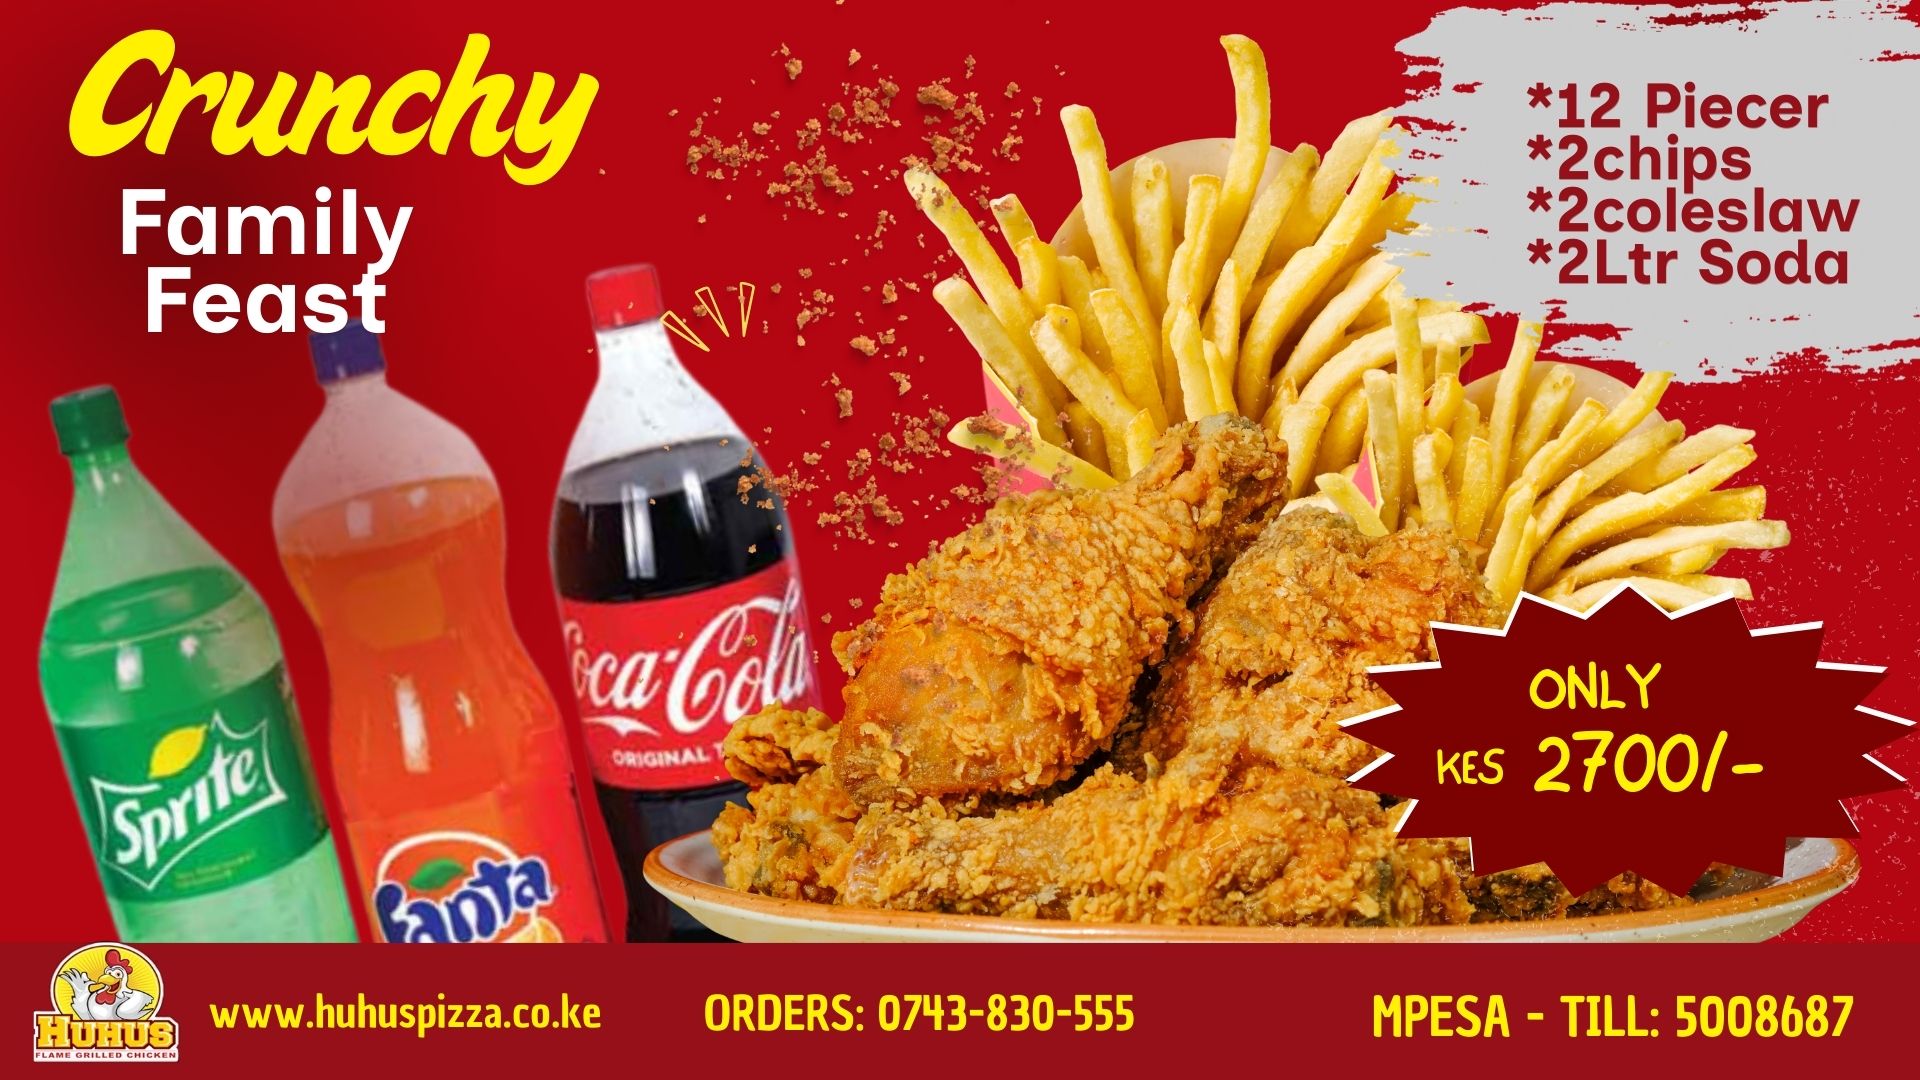 Crunchy
Family
Feast
*12 Piecer
*2chips
*2coleslaw
*2Ltr Soda
Sprite
Fanta
Coca-Cola
ORIGINAL T
ONLY
KES 2700/-
HUHUS
FLAME GRILLED CHICKEN
www.huhuspizza.co.ke
ORDERS: 0743-830-555
MPESA - TILL: 5008687